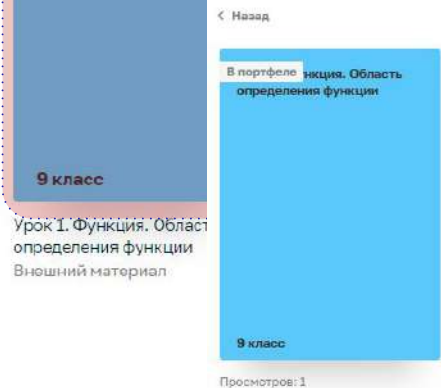 9 класс
Урок 1. Функция. Област
определения функции
Внешний материал
< Назад
В портфеле
нкция. Область
определения функции
9 класс
Просмотров: 1